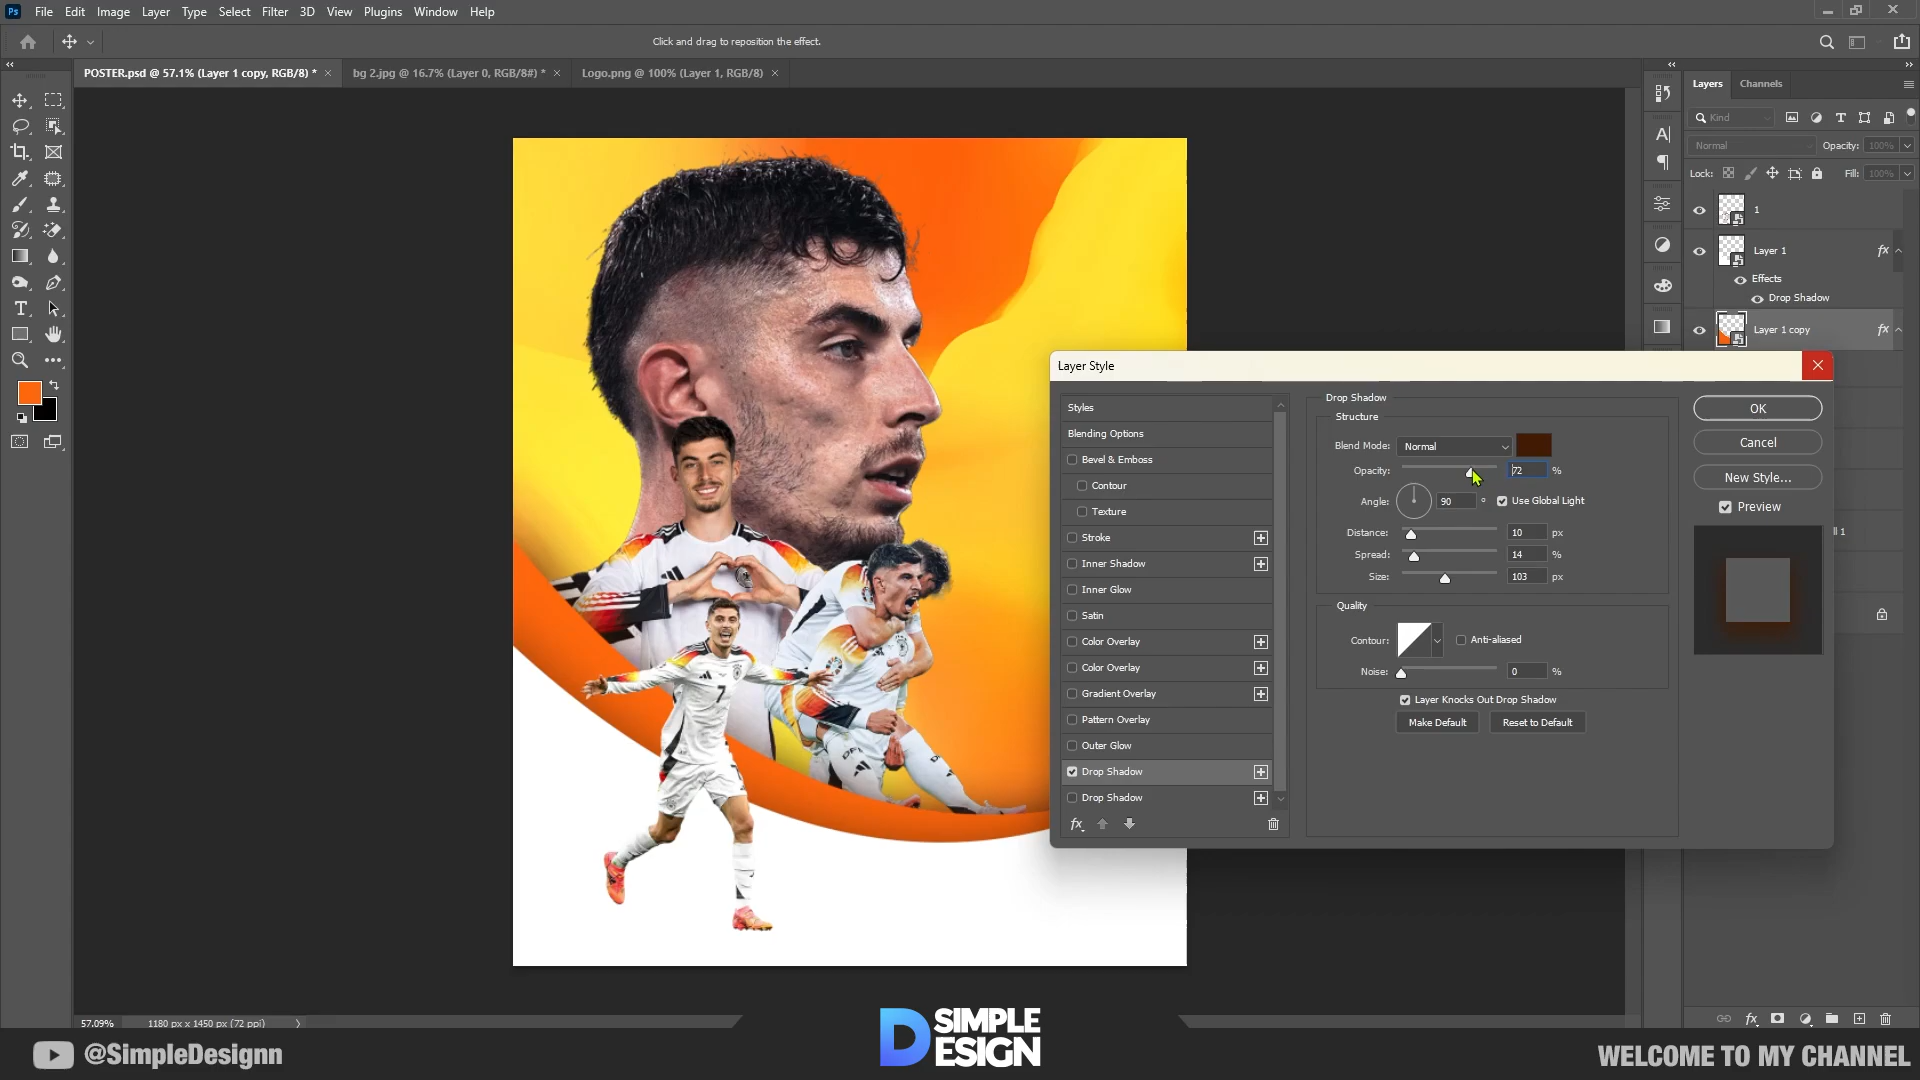 Ps File Edit Image Layer Type Select Filter 3D View Plugins Window Help
Click and drag to reposition the effect.
POSTER.psd @ 57.1% (Layer 1 copy, RGB/8) *
bg 2.jpg @ 16.7% (Layer 0, RGB/8#) *
Logo.png @ 100% (Layer 1, RGB/8)
Layers Channels
Kind
Normal Opacity: 100%
Lock: Fill: 100%
1
Layer 1 fx
Effects
Drop Shadow
Layer 1 copy fx
Layer Style
Styles
Blending Options
Bevel & Emboss
Contour
Texture
Stroke
Inner Shadow
Inner Glow
Satin
Color Overlay
Color Overlay
Gradient Overlay
Pattern Overlay
Outer Glow
Drop Shadow
Drop Shadow
fx
Drop Shadow
Structure
Blend Mode: Normal
Opacity: 72 %
Angle: 90 ° Use Global Light
Distance: 10 px
Spread: 14 %
Size: 103 px
Quality
Contour: Anti-aliased
Noise: 0 %
Layer Knocks Out Drop Shadow
Make Default Reset to Default
OK
Cancel
New Style...
Preview
ll 1
7
57.09% 1180 px x 1450 px (72 ppi)
fx
@SimpleDesignn
SIMPLE
DESIGN
WELCOME TO MY CHANNEL